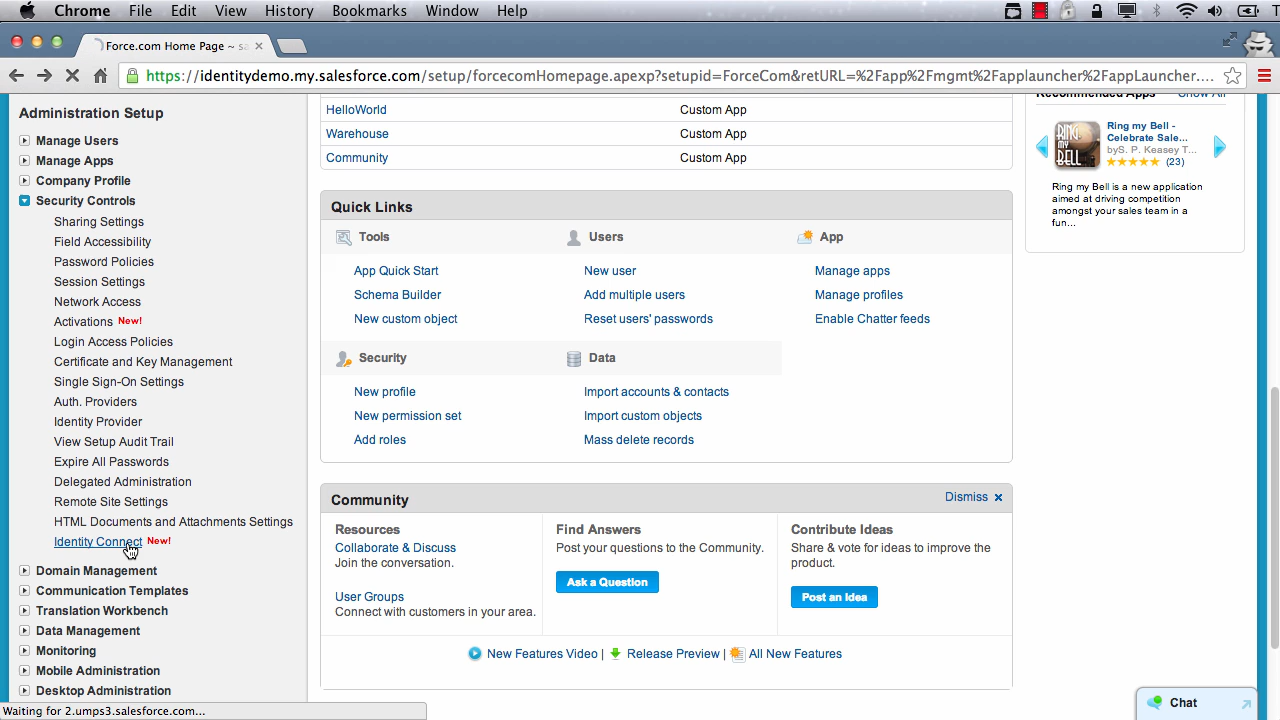 Chrome File Edit View History Bookmarks Window Help
Force.com Home Page ~ sa
https://identitydemo.my.salesforce.com/setup/forcecomHomepage.apexp?setupid=ForceCom&retURL=%2Fapp%2Fmgmt%2Fapplauncher%2FappLauncher....
Administration Setup
Manage Users
Manage Apps
Company Profile
Security Controls
Sharing Settings
Field Accessibility
Password Policies
Session Settings
Network Access
Activations New!
Login Access Policies
Certificate and Key Management
Single Sign-On Settings
Auth. Providers
Identity Provider
View Setup Audit Trail
Expire All Passwords
Delegated Administration
Remote Site Settings
HTML Documents and Attachments Settings
Identity Connect New!
Domain Management
Communication Templates
Translation Workbench
Data Management
Monitoring
Mobile Administration
Desktop Administration
Waiting for 2.umps3.salesforce.com...
HelloWorld Custom App
Warehouse Custom App
Community Custom App
Quick Links
Tools Users App
App Quick Start New user Manage apps
Schema Builder Add multiple users Manage profiles
New custom object Reset users' passwords Enable Chatter feeds
Security Data
New profile Import accounts & contacts
New permission set Import custom objects
Add roles Mass delete records
Community Dismiss
Resources
Collaborate & Discuss
Join the conversation.
User Groups
Connect with customers in your area.
Find Answers
Post your questions to the Community.
Ask a Question
Contribute Ideas
Share & vote for ideas to improve the
product.
Post an Idea
New Features Video | Release Preview | All New Features
Recommended Apps Show All
RING MY BELL
Ring my Bell -
Celebrate Sale...
byS. P. Keasey T...
(23)
Ring my Bell is a new application
aimed at driving competition
amongst your sales team in a
fun...
Chat